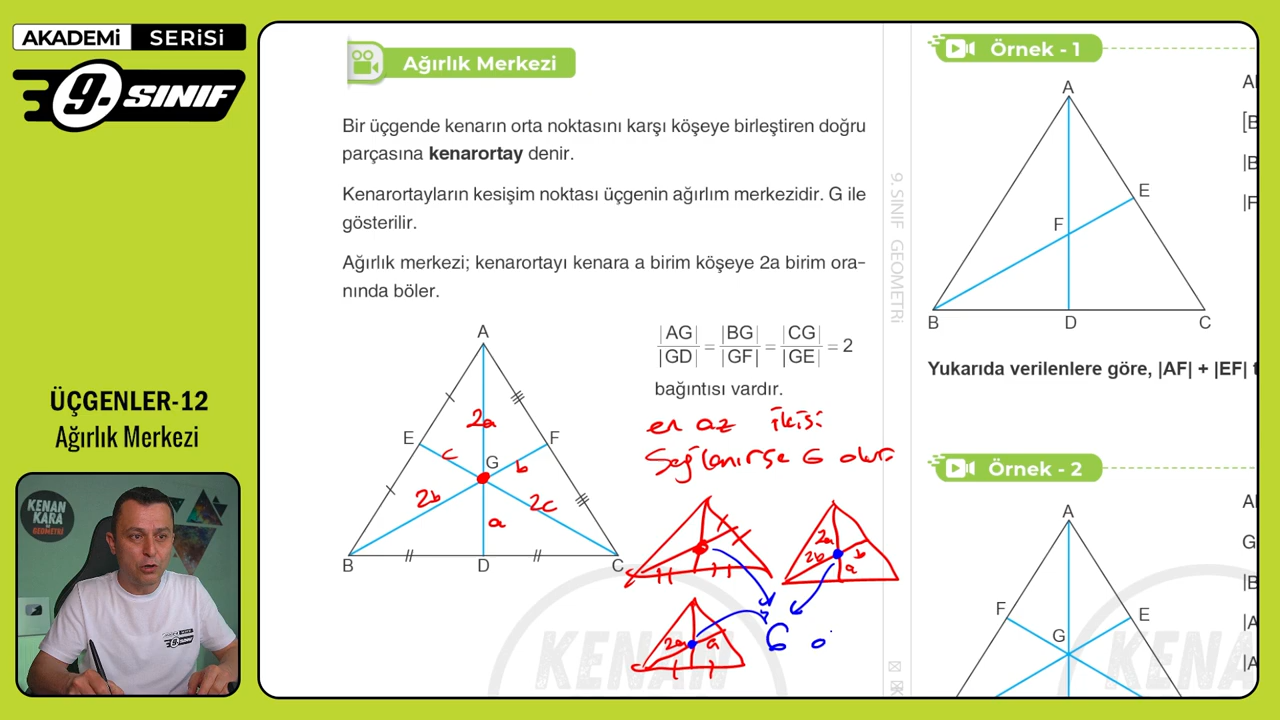 AKADEMİ SERİSİ
9. SINIF
ÜÇGENLER-12
Ağırlık Merkezi
KENAN
KARA
GEOMETRİ
Ağırlık Merkezi
Bir üçgende kenarın orta noktasını karşı köşeye birleştiren doğru
parçasına kenarortay denir.
Kenarortayların kesişim noktası üçgenin ağırlım merkezidir. G ile
gösterilir.
Ağırlık merkezi; kenarortayı kenara a birim köşeye 2a birim ora-
nında böler.
A
E
F
G
B
D
C
2a
c
b
2b
2c
a
|AG|/|GD| = |BG|/|GF| = |CG|/|GE| = 2
bağıntısı vardır.
en az ikisi
Sağlanırsa G olur
2a
2b
b
a
2a
a
G o
KENAN
9. SINIF GEOMETRİ
Örnek - 1
A
E
F
B
D
C
A
[B
|B
|F
Yukarıda verilenlere göre, |AF| + |EF| t
Örnek - 2
A
F
E
G
A
G
|B
|A
|A
KENA